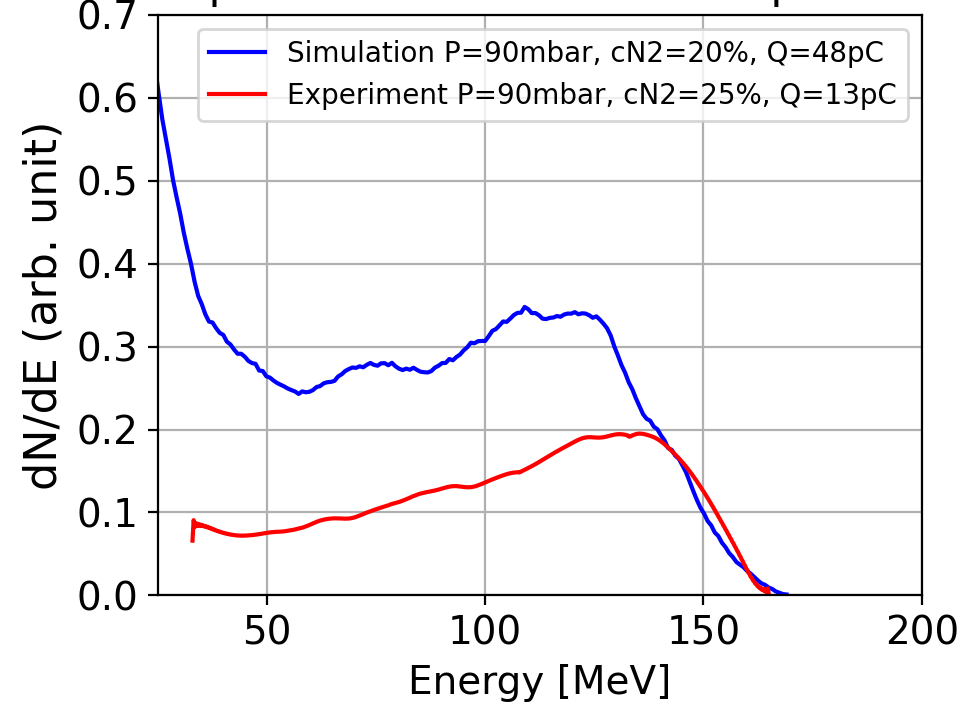 0.7
Simulation P=90mbar, cN2=20%, Q=48pC
Experiment P=90mbar, cN2=25%, Q=13pC
0.6
0.5
0.4
0.3
0.2
0.1
0.0
dN/dE (arb. unit)
50 100 150 200
Energy [MeV]